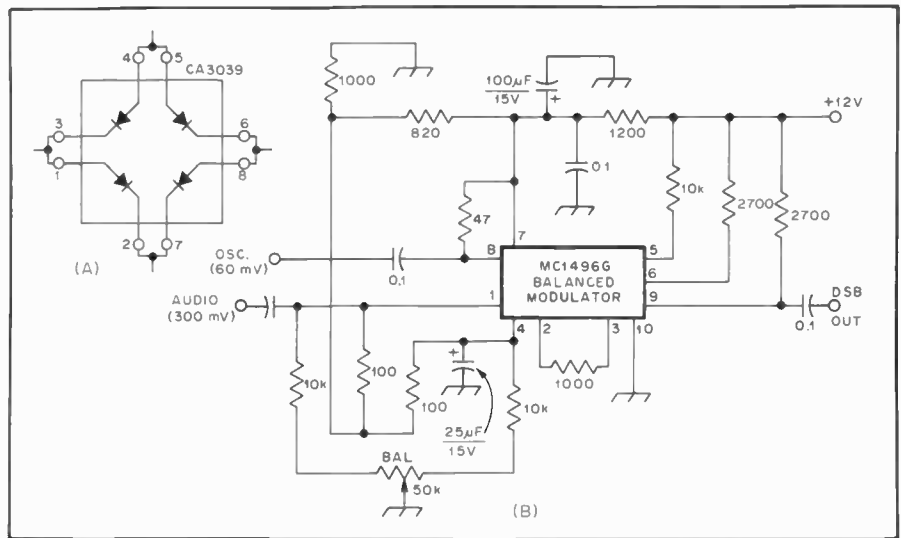 4 5
CA3039
3 6
1 8
2 7
(A)
1000
100µF
15V
+
+12V
820
1200
0.1
10k
2700
2700
47
7
OSC.
(60 mV)
0.1
8
MC1496G
BALANCED
MODULATOR
5
6
9
DSB
OUT
0.1
AUDIO
(300 mV)
1
4 2 3 10
+
10k
100
100
10k
1000
25µF
15V
BAL
50k
(B)